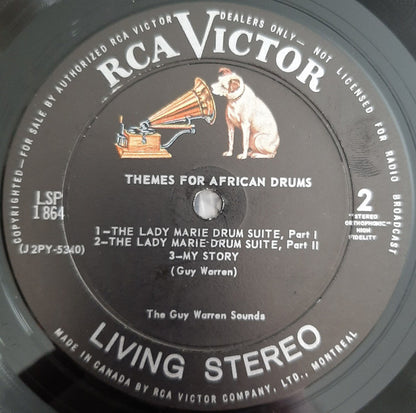 COPYRIGHTED — FOR SALE BY AUTHORIZED RCA VICTOR DEALERS ONLY — NOT LICENSED FOR RADIO BROADCAST
RCA VICTOR
THEMES FOR AFRICAN DRUMS
LSP
1864
(J2PY-5340)
2
"STEREO
ORTHOPHONIC"
HIGH
FIDELITY
1-THE LADY MARIE DRUM SUITE, Part I
2-THE LADY MARIE DRUM SUITE, Part II
3-MY STORY
(Guy Warren)
The Guy Warren Sounds
LIVING STEREO
MADE IN CANADA BY RCA VICTOR COMPANY, LTD., MONTREAL